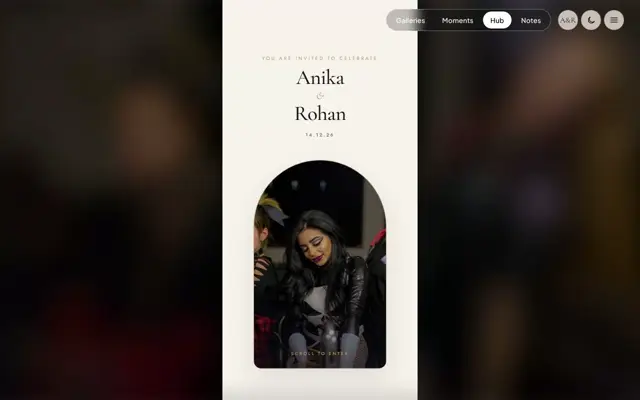 Galleries
Moments
Hub
Notes
A&R
YOU ARE INVITED TO CELEBRATE
Anika
&
Rohan
14.12.26
SCROLL TO ENTER